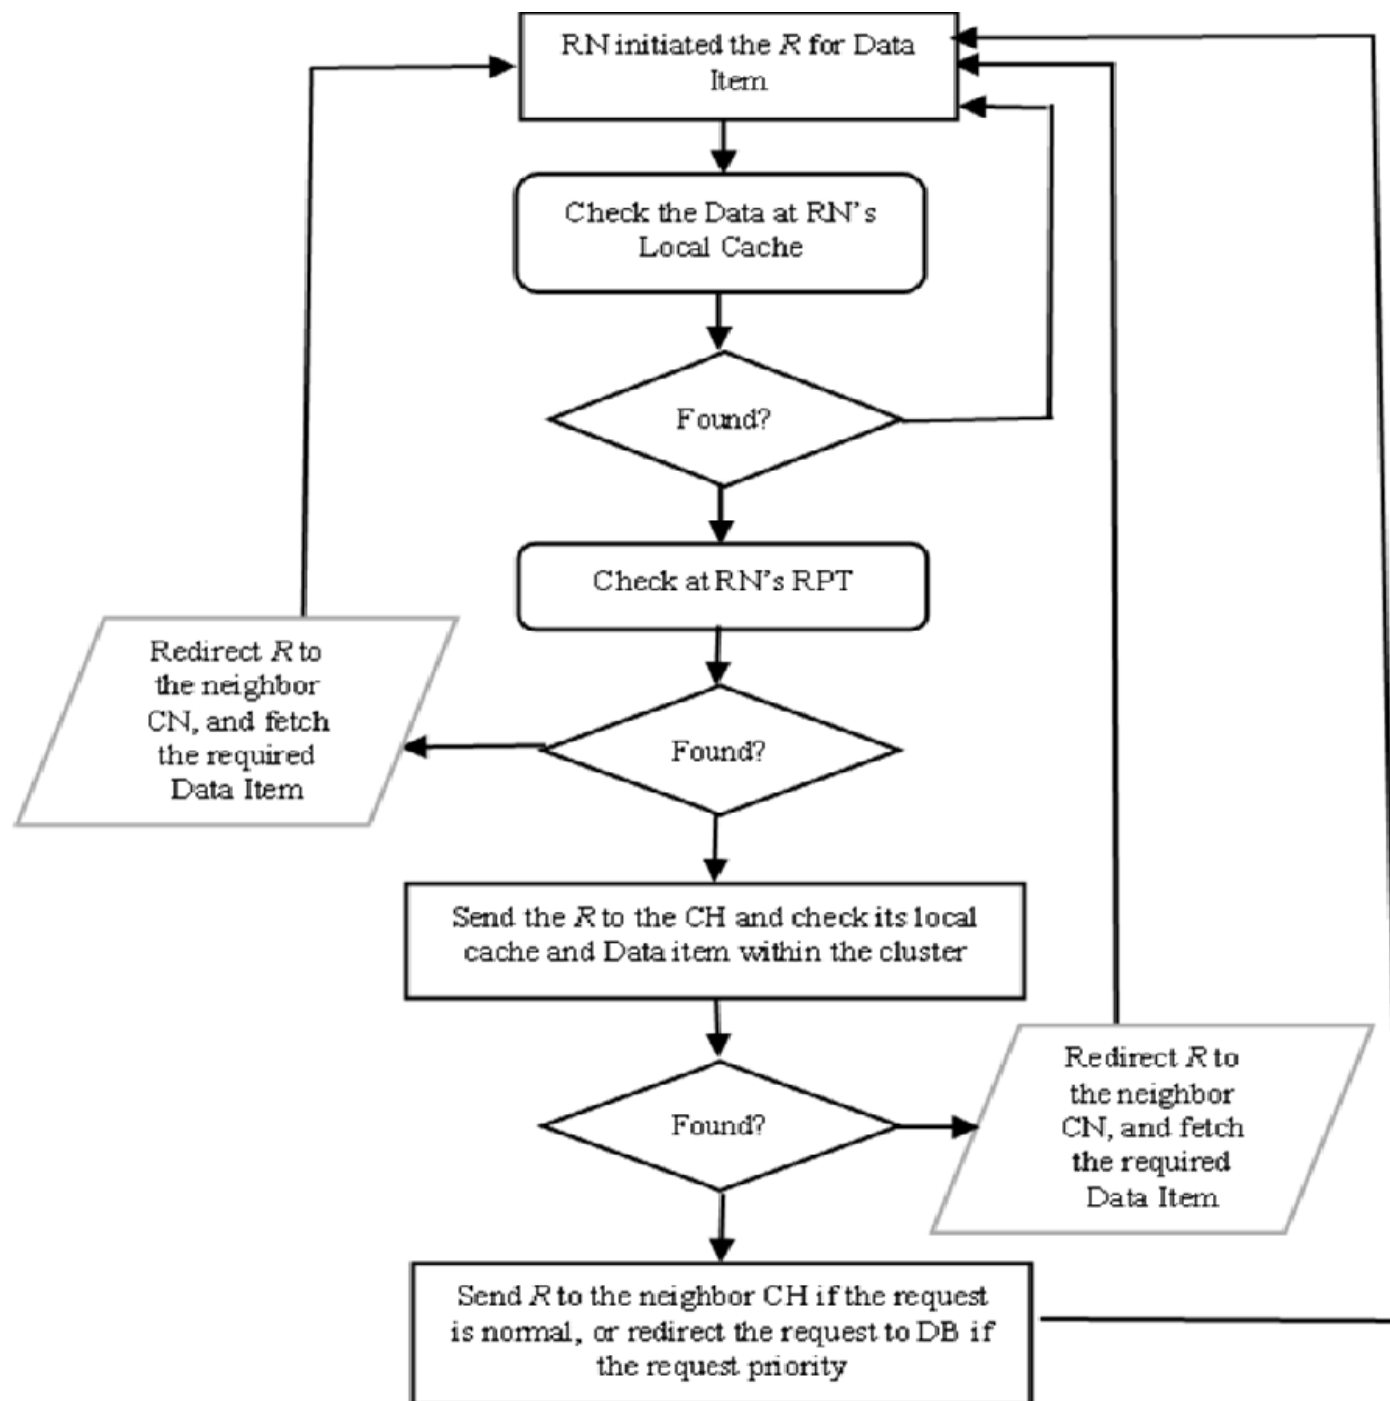 RN initiated the R for Data
Item
Check the Data at RN's
Local Cache
Found?
Check at RN's RPT
Redirect R to
the neighbor
CN, and fetch
the required
Data Item
Found?
Send the R to the CH and check its local
cache and Data item within the cluster
Found?
Redirect R to
the neighbor
CN, and fetch
the required
Data Item
Send R to the neighbor CH if the request
is normal, or redirect the request to DB if
the request priority